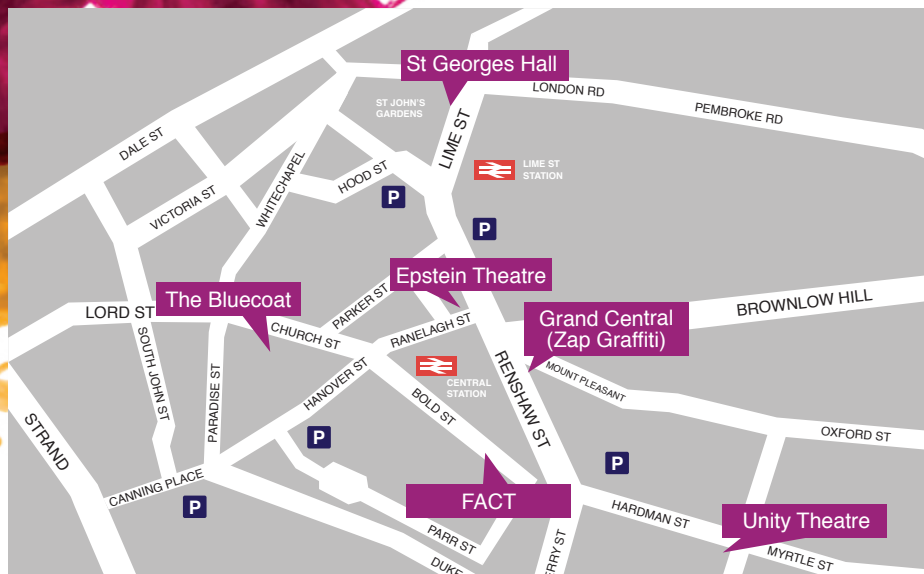 St Georges Hall
ST JOHN'S
GARDENS
LONDON RD
PEMBROKE RD
DALE ST
LIME ST
LIME ST
STATION
WHITECHAPEL
HOOD ST
P
VICTORIA ST
P
Epstein Theatre
The Bluecoat
LORD ST
PARKER ST
BROWNLOW HILL
Grand Central
(Zap Graffiti)
CHURCH ST
RANELAGH ST
SOUTH JOHN ST
PARADISE ST
HANOVER ST
CENTRAL
STATION
RENSHAW ST
MOUNT PLEASANT
BOLD ST
OXFORD ST
STRAND
P
P
CANNING PLACE
P
FACT
HARDMAN ST
Unity Theatre
PARR ST
MYRTLE ST
DUKE
ERRY ST